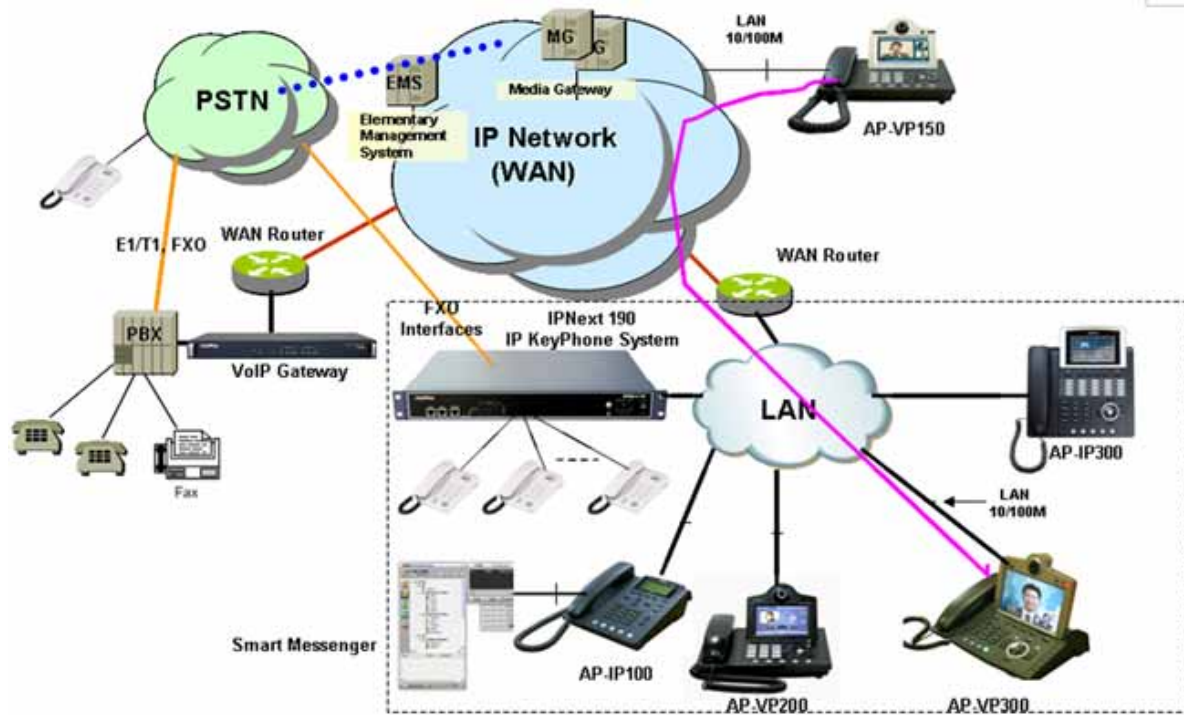 LAN
10/100M
MG
G
EMS
Media Gateway
PSTN
Elementary
Management
System
IP Network
(WAN)
AP-VP150
E1/T1, FXO
WAN Router
WAN Router
FXO
Interfaces
IPNext 190
IP KeyPhone System
PBX
VoIP Gateway
LAN
AP-IP300
Fax
LAN
10/100M
Smart Messenger
AP-IP100
AP-VP200
AP-VP300